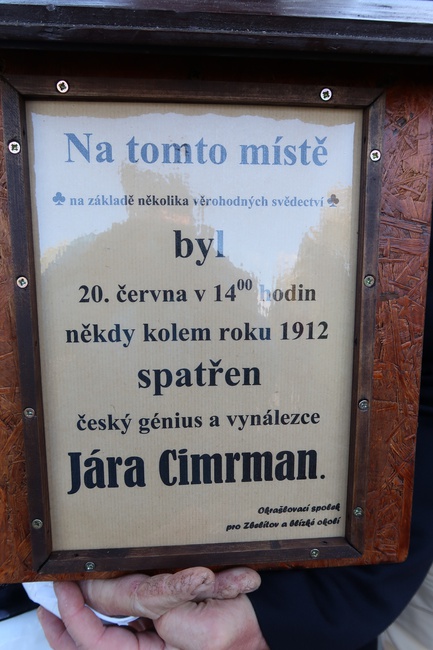 Na tomto místě
♣ na základě několika věrohodných svědectví ♣
byl
20. června v 14⁰⁰ hodin
někdy kolem roku 1912
spatřen
český génius a vynálezce
Jára Cimrman.
Okrašlovací spolek
pro Zbelítov a blízké okolí